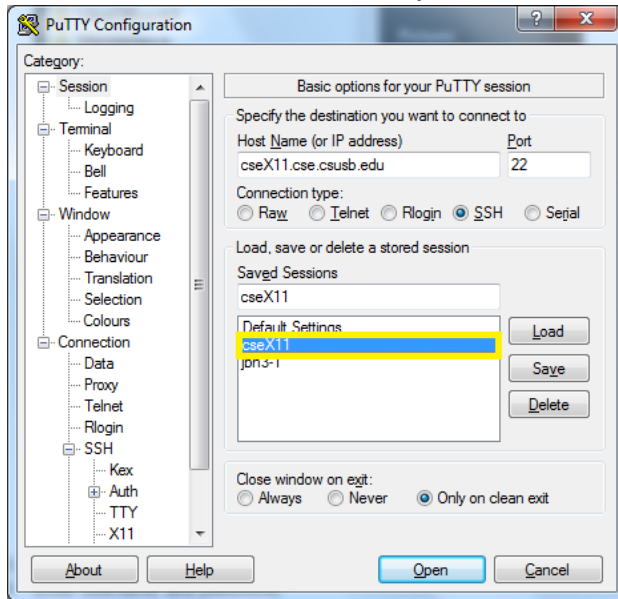 PuTTY Configuration
Category:
Session
Logging
Terminal
Keyboard
Bell
Features
Window
Appearance
Behaviour
Translation
Selection
Colours
Connection
Data
Proxy
Telnet
Rlogin
SSH
Kex
Auth
TTY
X11
Basic options for your PuTTY session
Specify the destination you want to connect to
Host Name (or IP address) Port
cseX11.cse.csusb.edu 22
Connection type:
Raw Telnet Rlogin SSH Serial
Load, save or delete a stored session
Saved Sessions
cseX11
Default Settings
cseX11
jbh3-1
Load
Save
Delete
Close window on exit:
Always Never Only on clean exit
About Help Open Cancel